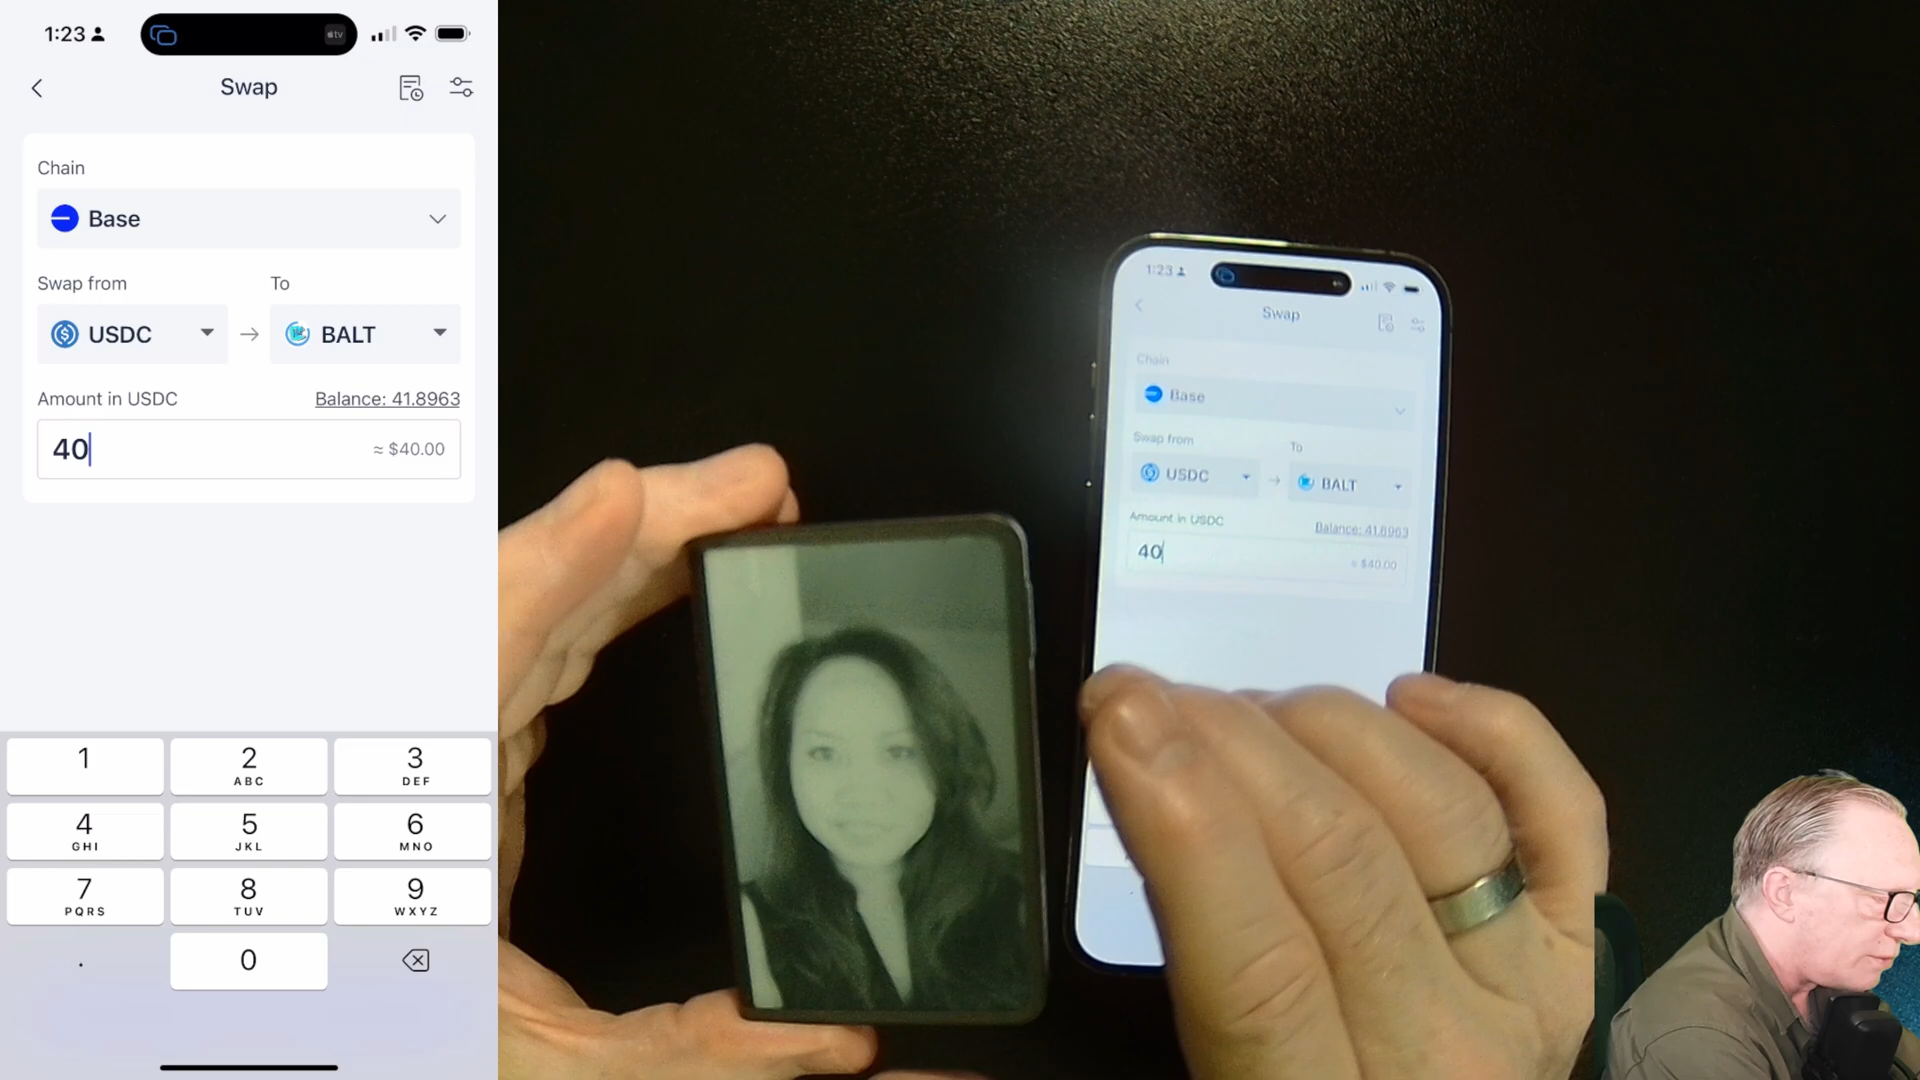 1:23
tv
Swap
Chain
Base
Swap from To
USDC → BALT
Amount in USDC Balance: 41.8963
40 ≈ $40.00
1 2 3
ABC DEF
4 5 6
GHI JKL MNO
7 8 9
PQRS TUV WXYZ
. 0
1:23
Swap
Chain
Base
Swap from To
USDC → BALT
Amount in USDC Balance: 41.8963
40 ≈ $40.00